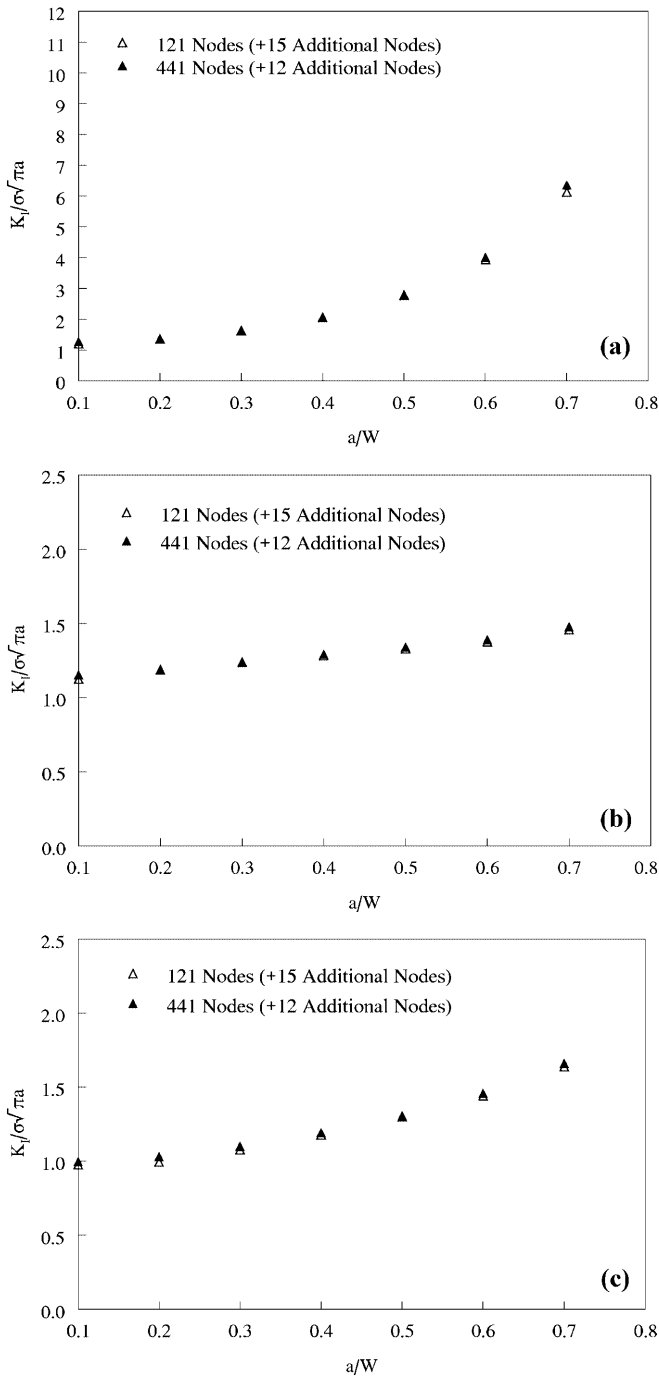 12
11
10
9
8
7
6
5
4
3
2
1
0
K_I/σ√πa
121 Nodes (+15 Additional Nodes)
441 Nodes (+12 Additional Nodes)
(a)
0.1 0.2 0.3 0.4 0.5 0.6 0.7 0.8
a/W
2.5
2.0
1.5
1.0
0.5
0.0
K_I/σ√πa
121 Nodes (+15 Additional Nodes)
441 Nodes (+12 Additional Nodes)
(b)
0.1 0.2 0.3 0.4 0.5 0.6 0.7 0.8
a/W
2.5
2.0
1.5
1.0
0.5
0.0
K_I/σ√πa
121 Nodes (+15 Additional Nodes)
441 Nodes (+12 Additional Nodes)
(c)
0.1 0.2 0.3 0.4 0.5 0.6 0.7 0.8
a/W